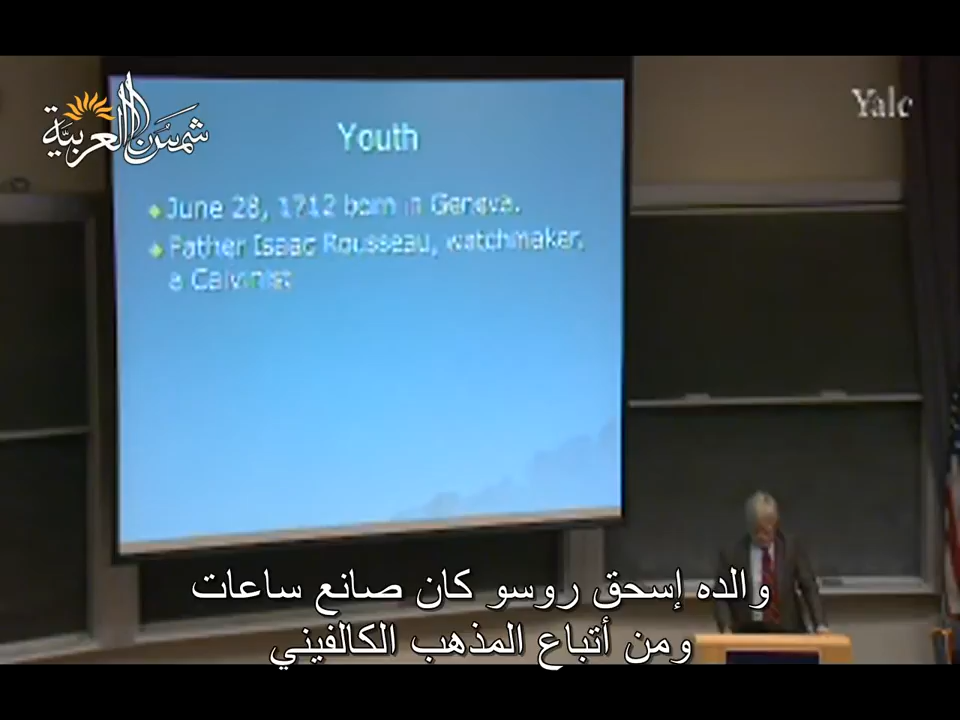 شمس العربية
Yale
Youth
June 28, 1712 born in Geneva.
Father Isaac Rousseau, watchmaker,
a Calvinist
والده إسحق روسو كان صانع ساعات
ومن أتباع المذهب الكالفيني